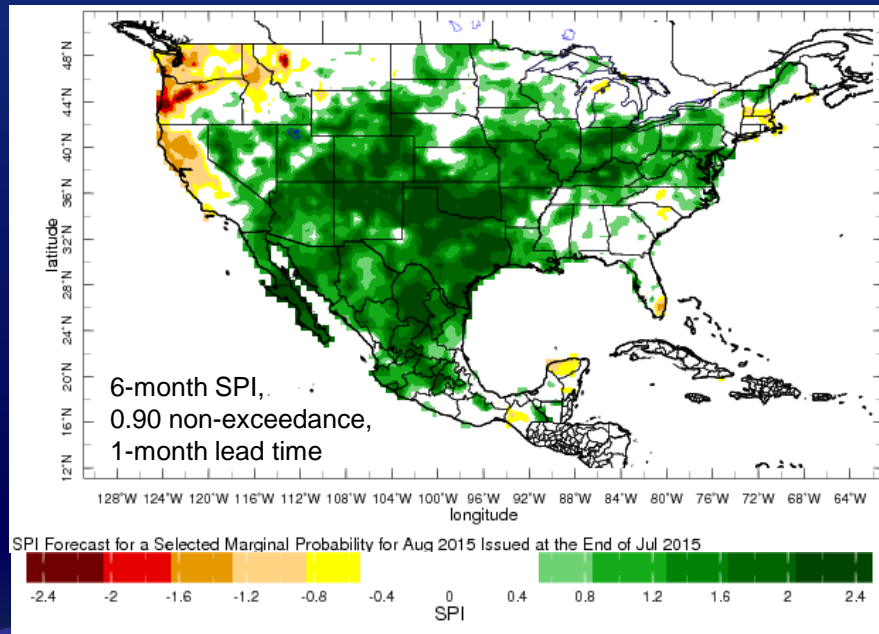 48°N
44°N
40°N
36°N
32°N
28°N
24°N
20°N
16°N
12°N
latitude
6-month SPI,
0.90 non-exceedance,
1-month lead time
128°W 124°W 120°W 116°W 112°W 108°W 104°W 100°W 96°W 92°W 88°W 84°W 80°W 76°W 72°W 68°W 64°W
longitude
SPI Forecast for a Selected Marginal Probability for Aug 2015 Issued at the End of Jul 2015
-2.4 -2 -1.6 -1.2 -0.8 -0.4 0 0.4 0.8 1.2 1.6 2 2.4
SPI